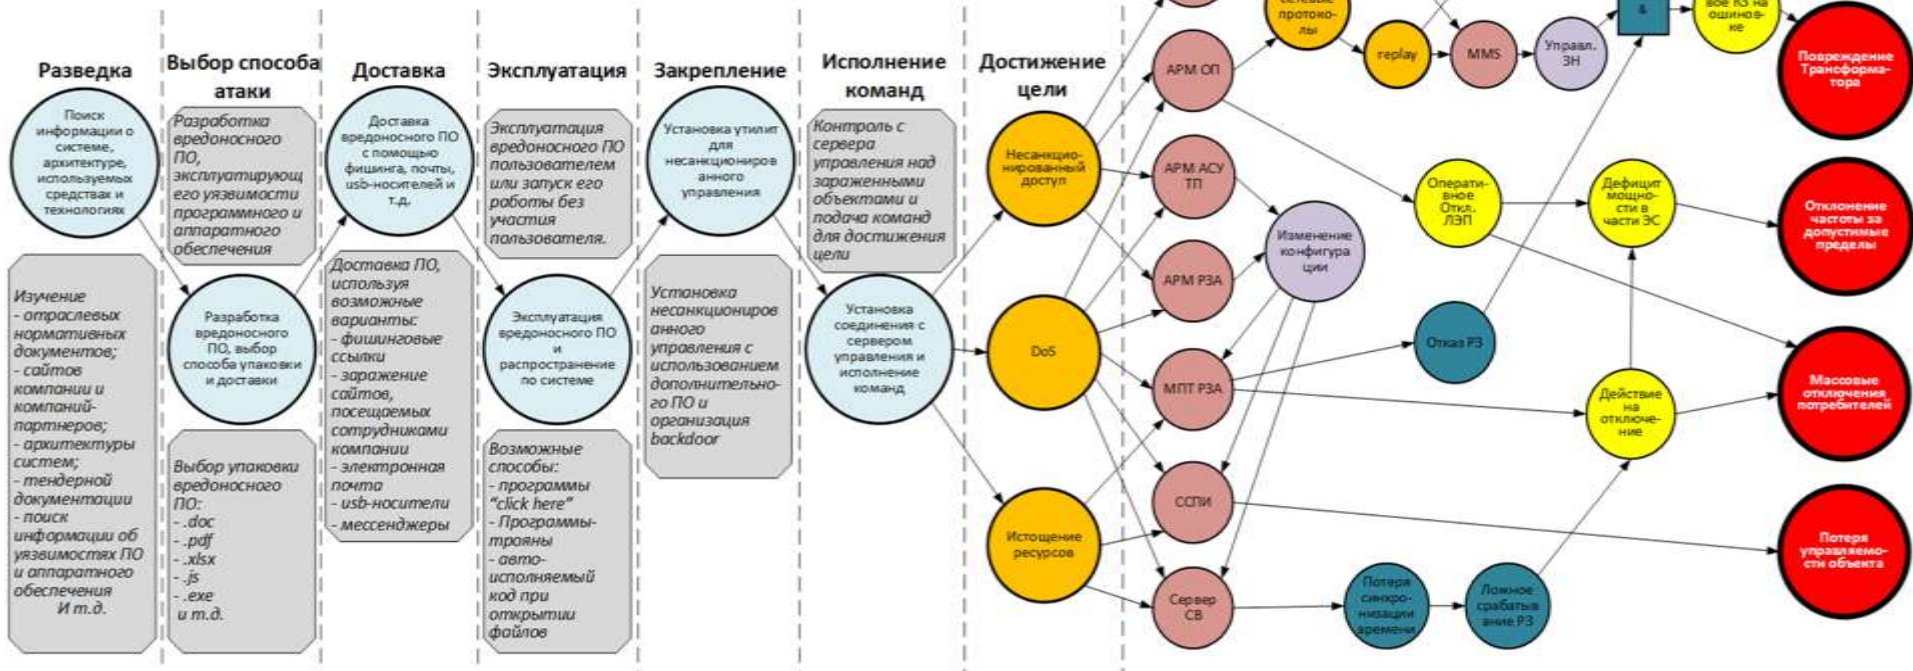 Разведка
Поиск
информации о
системе,
архитектуре,
используемых
средствах и
технологиях
Изучение
- отраслевых
нормативных
документов;
- сайтов
компании и
компаний-
партнеров;
- архитектуры
систем;
- тендерной
документации
- поиск
информации об
уязвимостях ПО
и аппаратного
обеспечения
И т.д.
Выбор способа
атаки
Разработка
вредоносного
ПО,
эксплуатирующ
его уязвимости
программного и
аппаратного
обеспечения
Разработка
вредоносного
ПО, выбор
способа упаковки
и доставки
Выбор упаковки
вредоносного
ПО:
- .doc
- .pdf
- .xlsx
- .js
- .exe
и т.д.
Доставка
Доставка
вредоносного ПО
с помощью
фишинга, почты,
usb-носителей и
т.д.
Доставка ПО,
используя
возможные
варианты:
- фишинговые
ссылки
- заражение
сайтов,
посещаемых
сотрудниками
компании
- электронная
почта
- usb-носители
- мессенджеры
Эксплуатация
Эксплуатация
вредоносного ПО
пользователем
или запуск его
работы без
участия
пользователя.
Эксплуатация
вредоносного ПО
и
распространение
по системе
Возможные
способы:
- программы
“click here”
- Программы-
трояны
- авто-
исполняемый
код при
открытии
файлов
Закрепление
Установка утилит
для
несанкциониров
анного
управления
Установка
несанкциониров
анного
управления с
использованием
дополнительно-
го ПО и
организация
backdoor
Исполнение
команд
Контроль с
сервера
управления над
зараженными
объектами и
подача команд
для достижения
цели
Установка
соединения с
сервером
управления и
исполнение
команд
Достижение
цели
Несанкцио-
нированный
доступ
DoS
Истощение
ресурсов
АРМ ОП
АРМ АСУ
ТП
АРМ РЗА
МПТ РЗА
ССПИ
Сервер
СВ
протоко-
лы
replay
MMS
Управл.
ЗН
&
вое КЗ на
ошинов-
ке
Изменение
конфигура
ции
Операти-
вное
Откл.
ЛЭП
Дефицит
мощно-
сти в
части ЭС
Отказ РЗ
Действие
на
отключе-
ние
Потеря
синхро-
низации
времени
Ложное
срабатыв
ание РЗ
Повреждение
Трансформа-
тора
Отклонение
частоты за
допустимые
пределы
Массовые
отключения
потребителей
Потеря
управляемо-
сти объекта